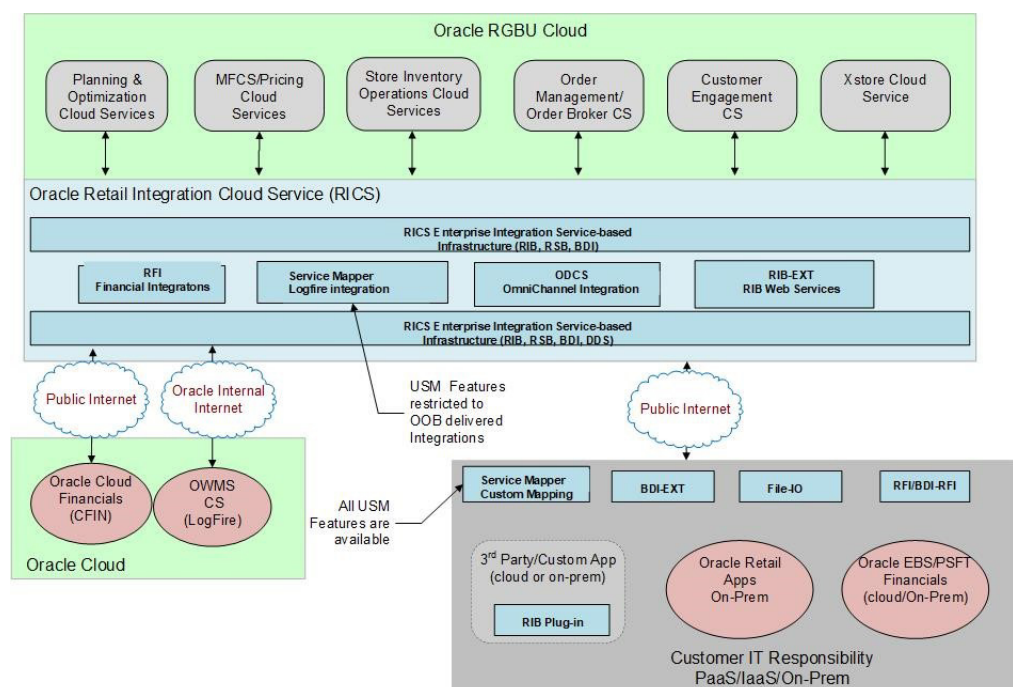 Oracle RGBU Cloud
Planning &
Optimization
Cloud Services
MFCS/Pricing
Cloud
Services
Store Inventory
Operations Cloud
Services
Order
Management/
Order Broker CS
Customer
Engagement
CS
Xstore Cloud
Service
Oracle Retail Integration Cloud Service (RICS)
RICS Enterprise Integration Service-based
Infrastructure (RIB, RSB, BDI)
RFI
Financial Integratons
Service Mapper
Logfire integration
ODCS
OmniChannel Integration
RIB-EXT
RIB Web Services
RICS Enterprise Integration Service-based
Infrastructure (RIB, RSB, BDI, DDS)
Public Internet
Oracle Internal
Internet
USM Features
restricted to
OOB delivered
Integrations
Public Internet
Oracle Cloud
Financials
(CFIN)
OWMS
CS
(LogFire)
Oracle Cloud
All USM
Features are
available
Service Mapper
Custom Mapping
BDI-EXT
File-IO
RFI/BDI-RFI
3rd Party/Custom App
(cloud or on-prem)
RIB Plug-in
Oracle Retail
Apps
On-Prem
Oracle EBS/PSFT
Financials
(cloud/On-Prem)
Customer IT Responsibility
PaaS/IaaS/On-Prem